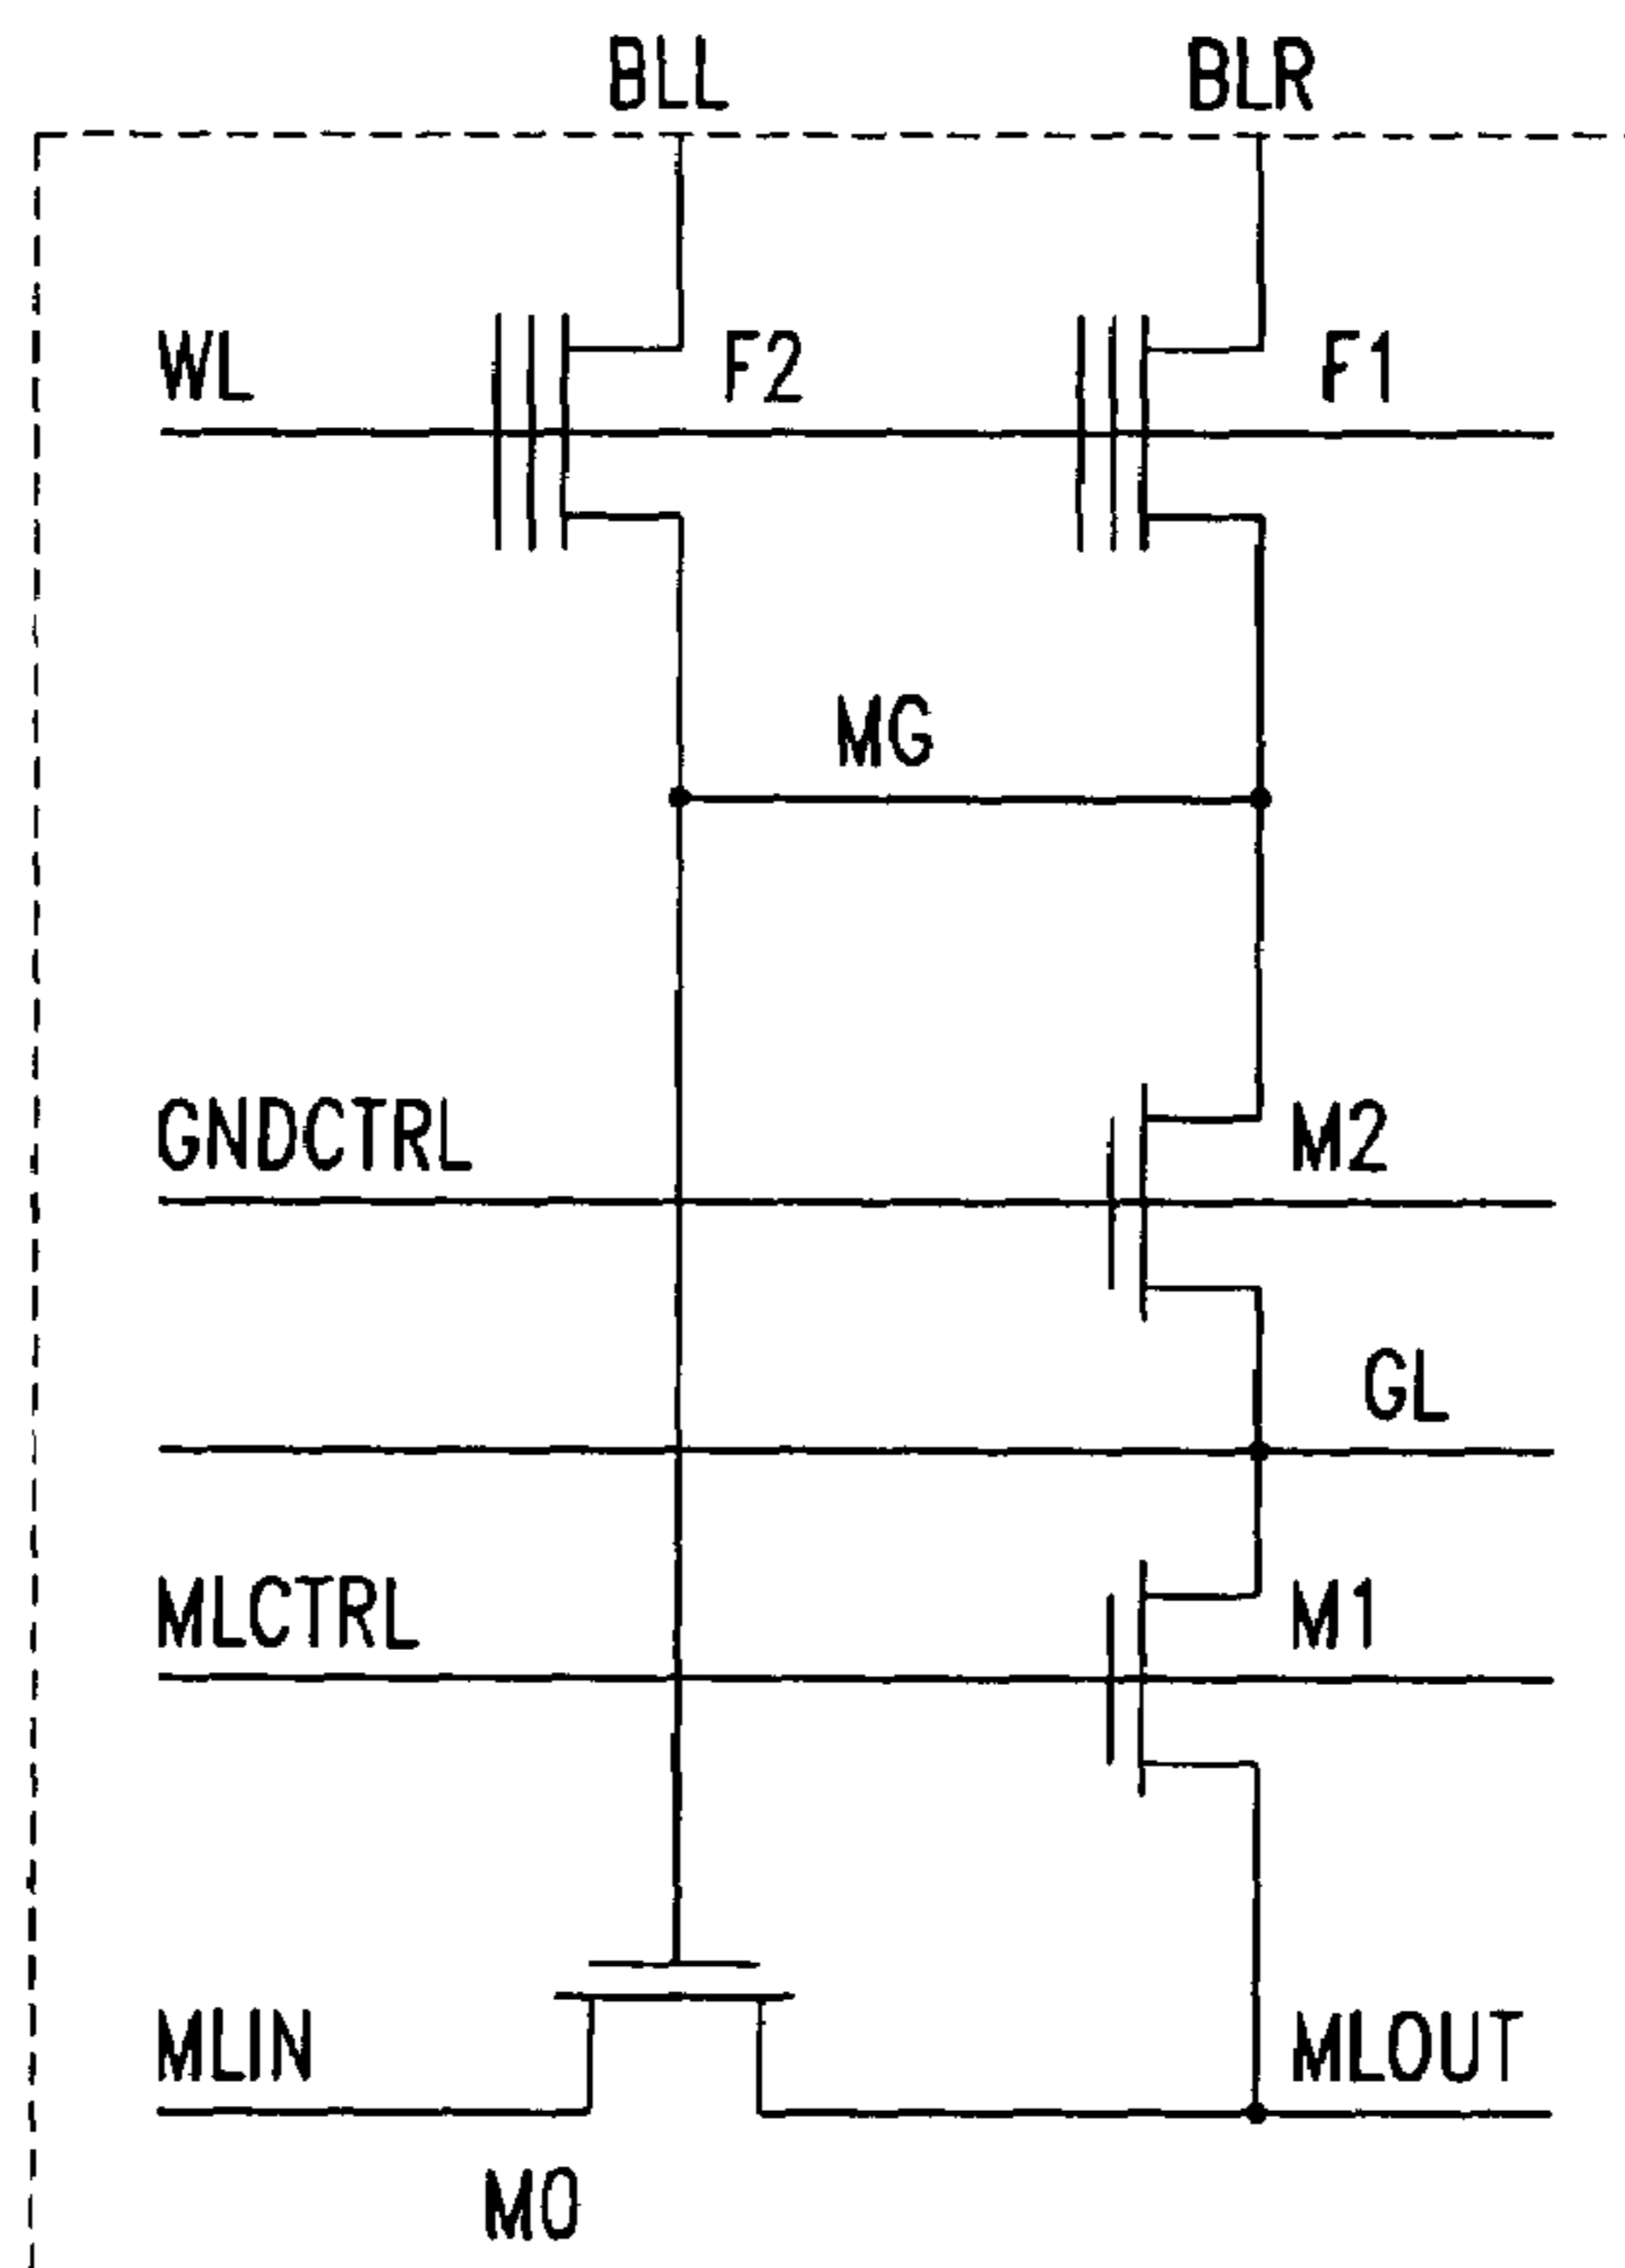 BLL BLR
WL F2 F1
MG
GNDCTRL M2
GL
MLCTRL M1
MLIN MLOUT
M0